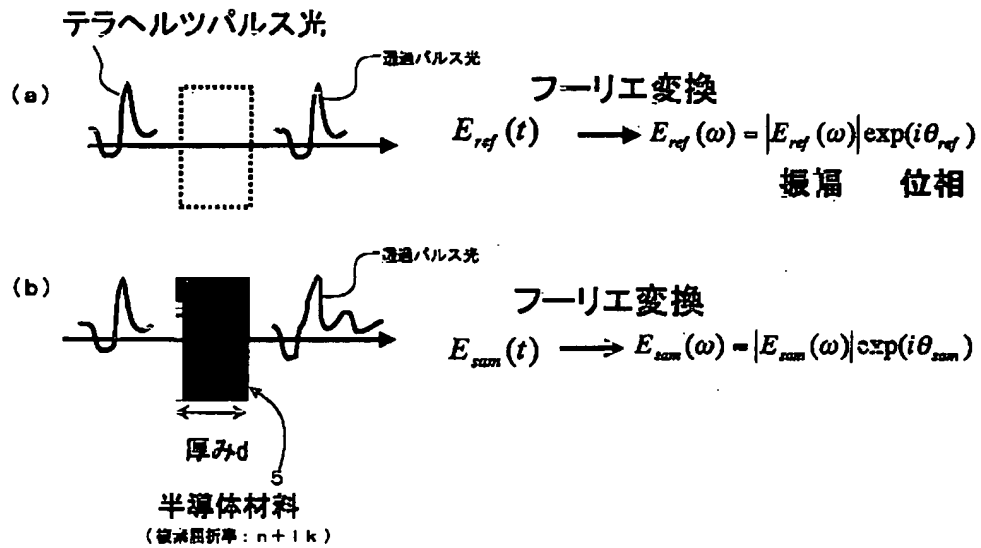 テラヘルツパルス光
透過パルス光
(a)
フーリエ変換
E_ref(t) → E_ref(ω) = |E_ref(ω)| exp(iθ_ref)
振幅 位相
透過パルス光
(b)
フーリエ変換
E_sam(t) → E_sam(ω) = |E_sam(ω)| exp(iθ_sam)
厚みd
5
半導体材料
(複素屈折率:n+ik)